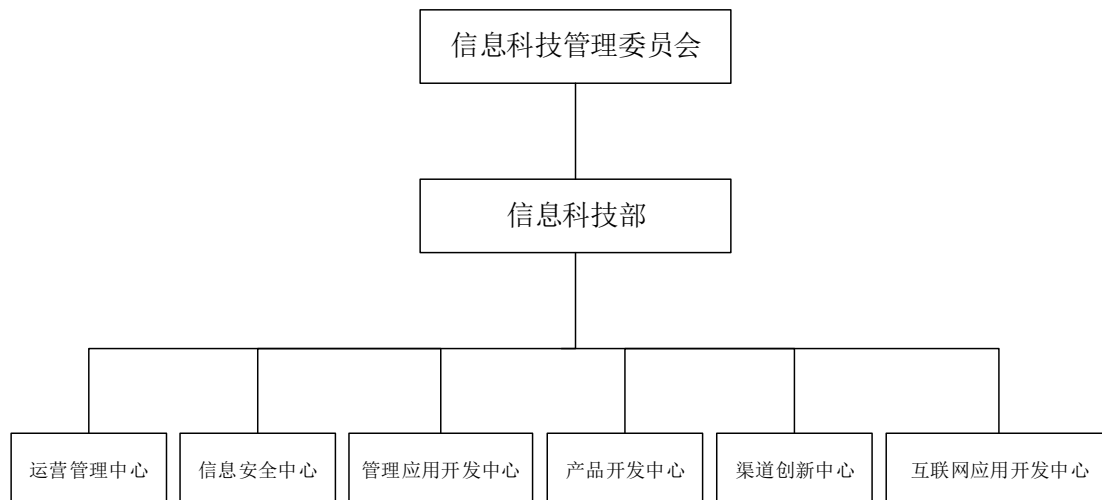 信息科技管理委员会
信息科技部
运营管理中心
信息安全中心
管理应用开发中心
产品开发中心
渠道创新中心
互联网应用开发中心